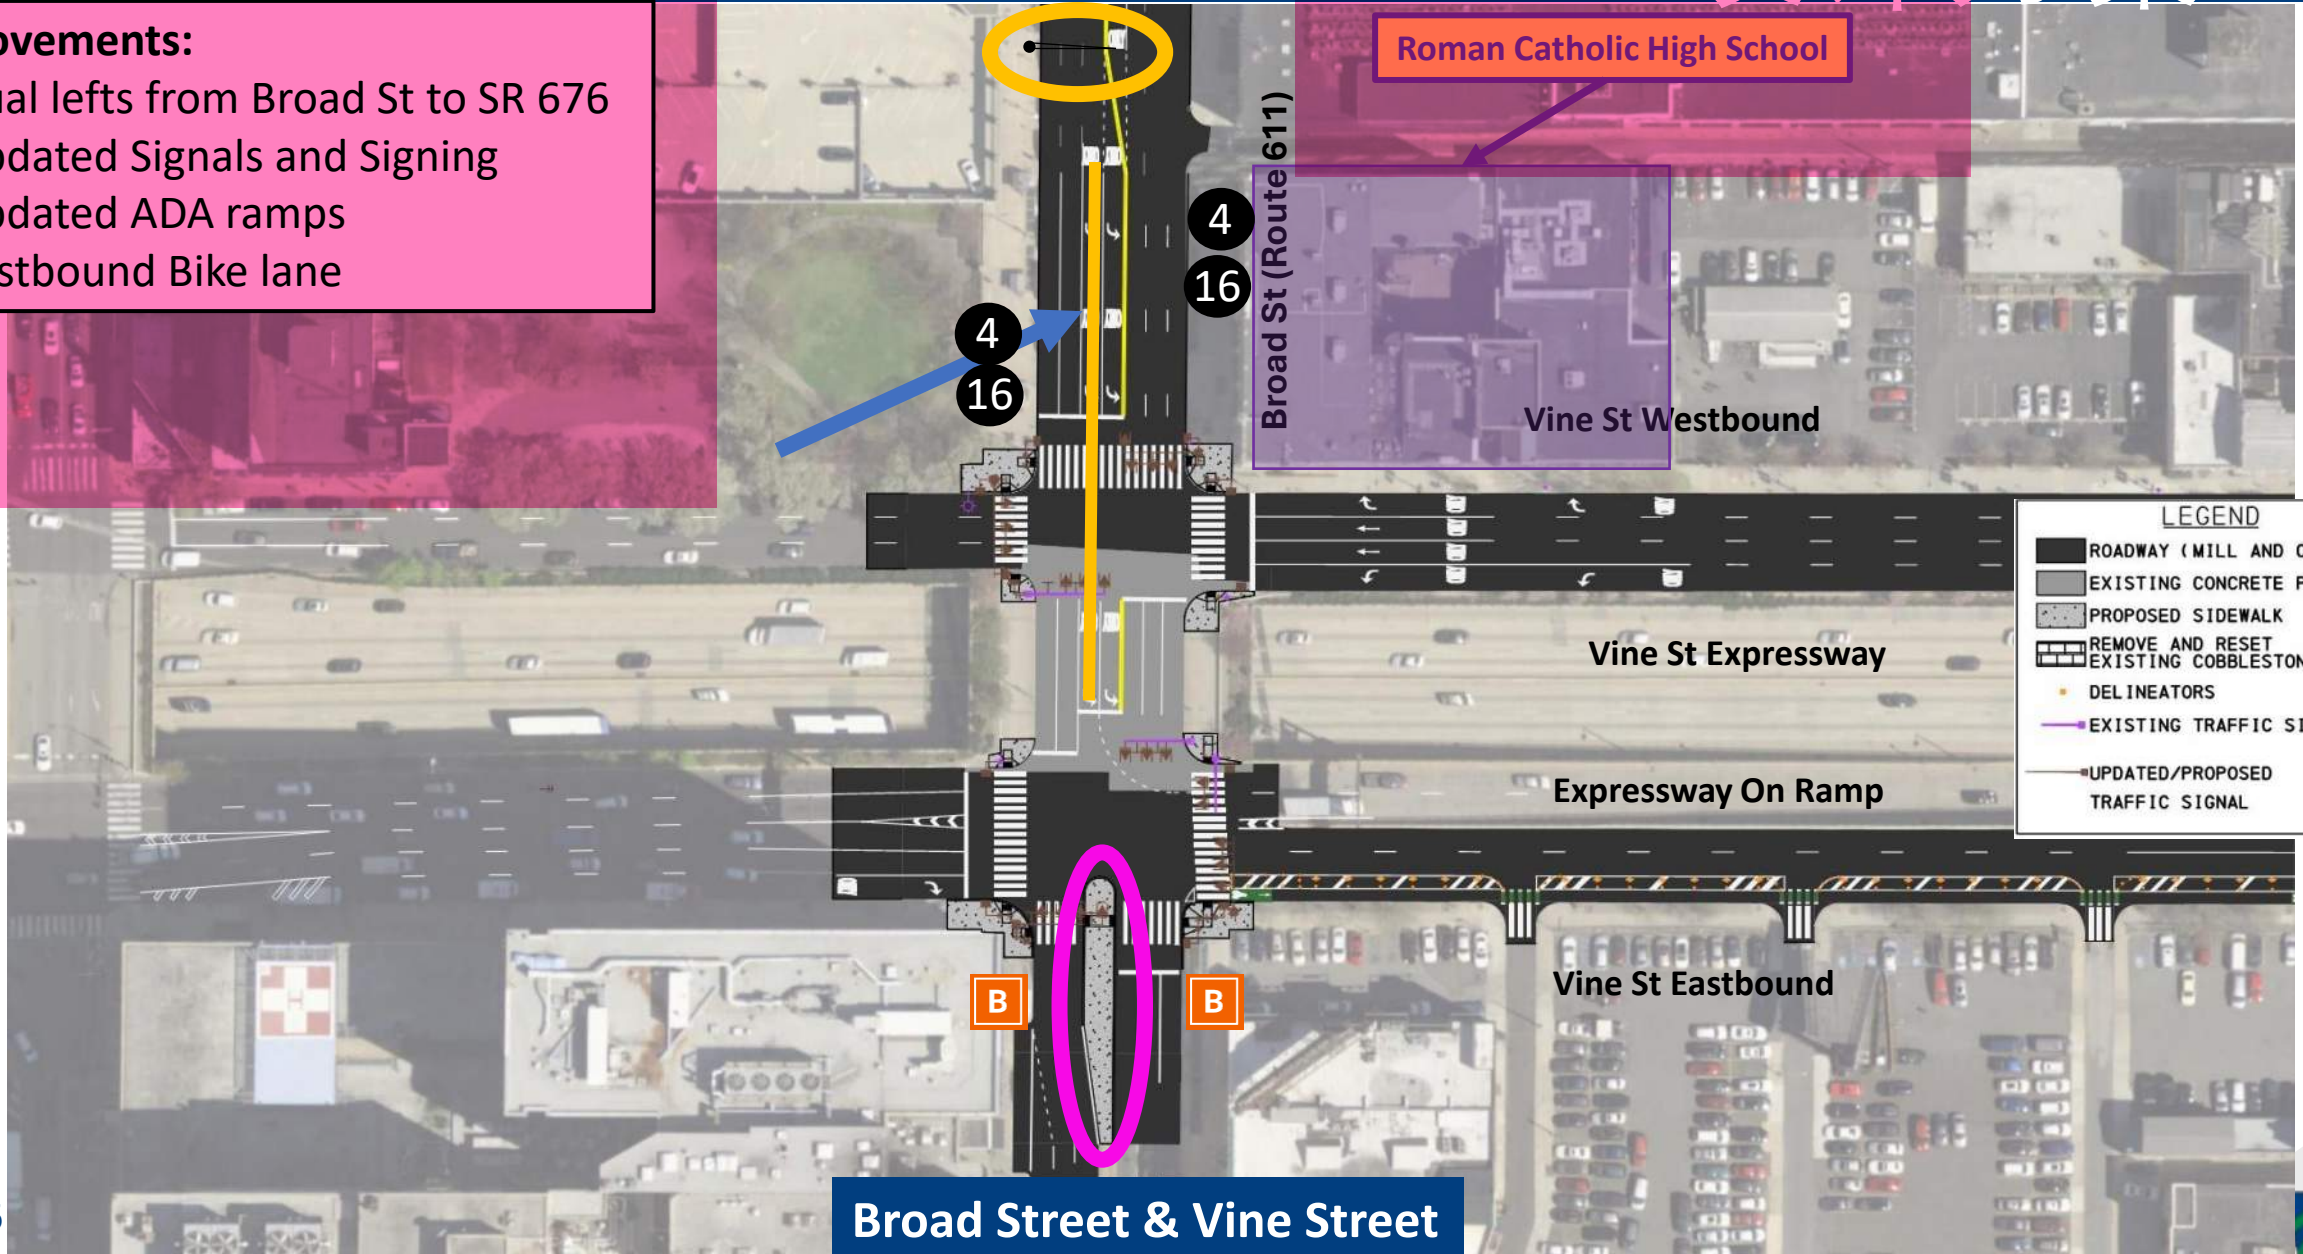 ovements:
ual lefts from Broad St to SR 676
pdated Signals and Signing
pdated ADA ramps
stbound Bike lane
Roman Catholic High School
Broad St (Route 611)
4
16
4
16
Vine St Westbound
LEGEND
ROADWAY (MILL AND O
EXISTING CONCRETE P
PROPOSED SIDEWALK
REMOVE AND RESET
EXISTING COBBLESTON
DELINEATORS
EXISTING TRAFFIC SI
UPDATED/PROPOSED
TRAFFIC SIGNAL
Vine St Expressway
Expressway On Ramp
B
B
Vine St Eastbound
Broad Street & Vine Street